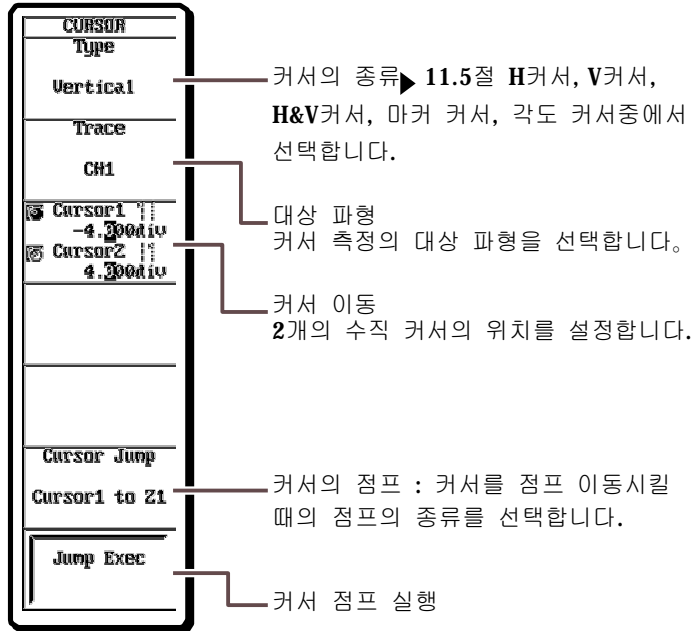 CURSOR
Type
Vertical
Trace
CH1
Cursor1
-4.300div
Cursor2
4.300div
Cursor Jump
Cursor1 to Z1
Jump Exec
커서의 종류▶ 11.5절 H커서, V커서,
H&V커서, 마커 커서, 각도 커서중에서
선택합니다.
대상 파형
커서 측정의 대상 파형을 선택합니다。
커서 이동
2개의 수직 커서의 위치를 설정합니다.
커서의 점프 : 커서를 점프 이동시킬
때의 점프의 종류를 선택합니다.
커서 점프 실행